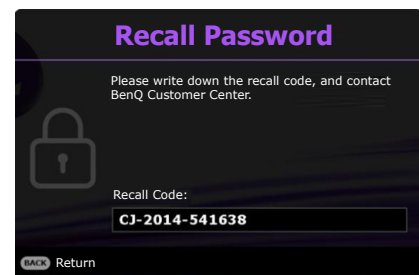 Recall Password
Please write down the recall code, and contact
BenQ Customer Center.
Recall Code:
CJ-2014-541638
BACK Return